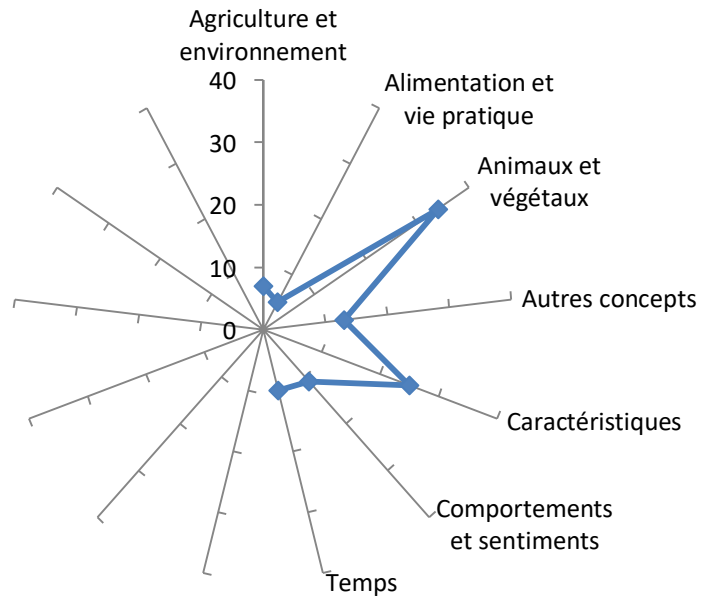 Agriculture et
environnement
40
Alimentation et
vie pratique
30
Animaux et
végétaux
20
10
Autres concepts
0
Caractéristiques
Comportements
et sentiments
Temps